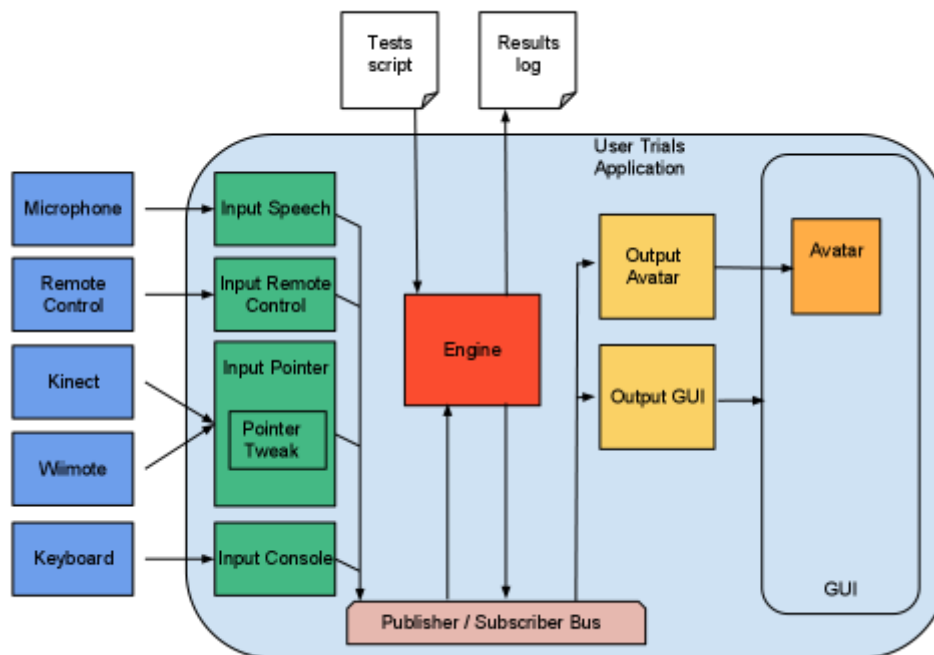 Tests
script
Results
log
User Trials
Application
Microphone
Input Speech
Remote
Control
Input Remote
Control
Output
Avatar
Avatar
Kinect
Input Pointer
Engine
Output GUI
Pointer
Tweak
Wiimote
Keyboard
Input Console
GUI
Publisher / Subscriber Bus